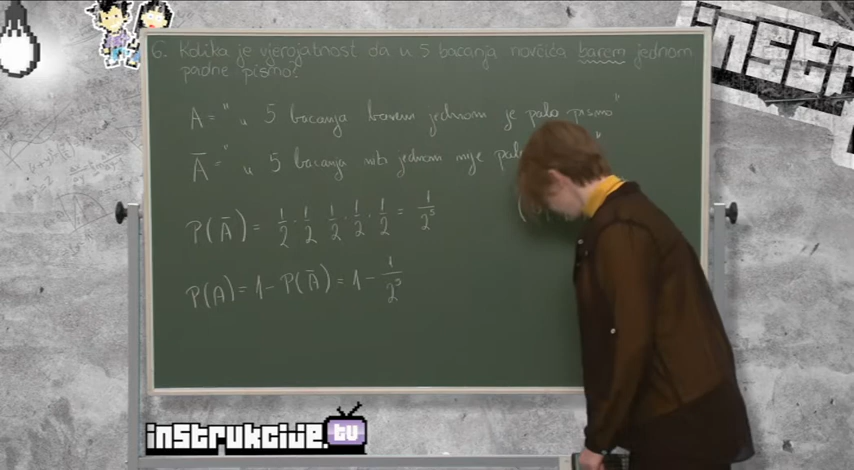 6. Kolika je vjerojatnost da u 5 bacanja novčića barem jednom
padne pismo?
A = " u 5 bacanja barem jednom je palo pismo "
Ā = " u 5 bacanja niti jednom nije palo "
P(Ā) = 1/2 · 1/2 · 1/2 · 1/2 · 1/2 = 1/2⁵
P(A) = 1 - P(Ā) = 1 - 1/2⁵
instrukcije.tv